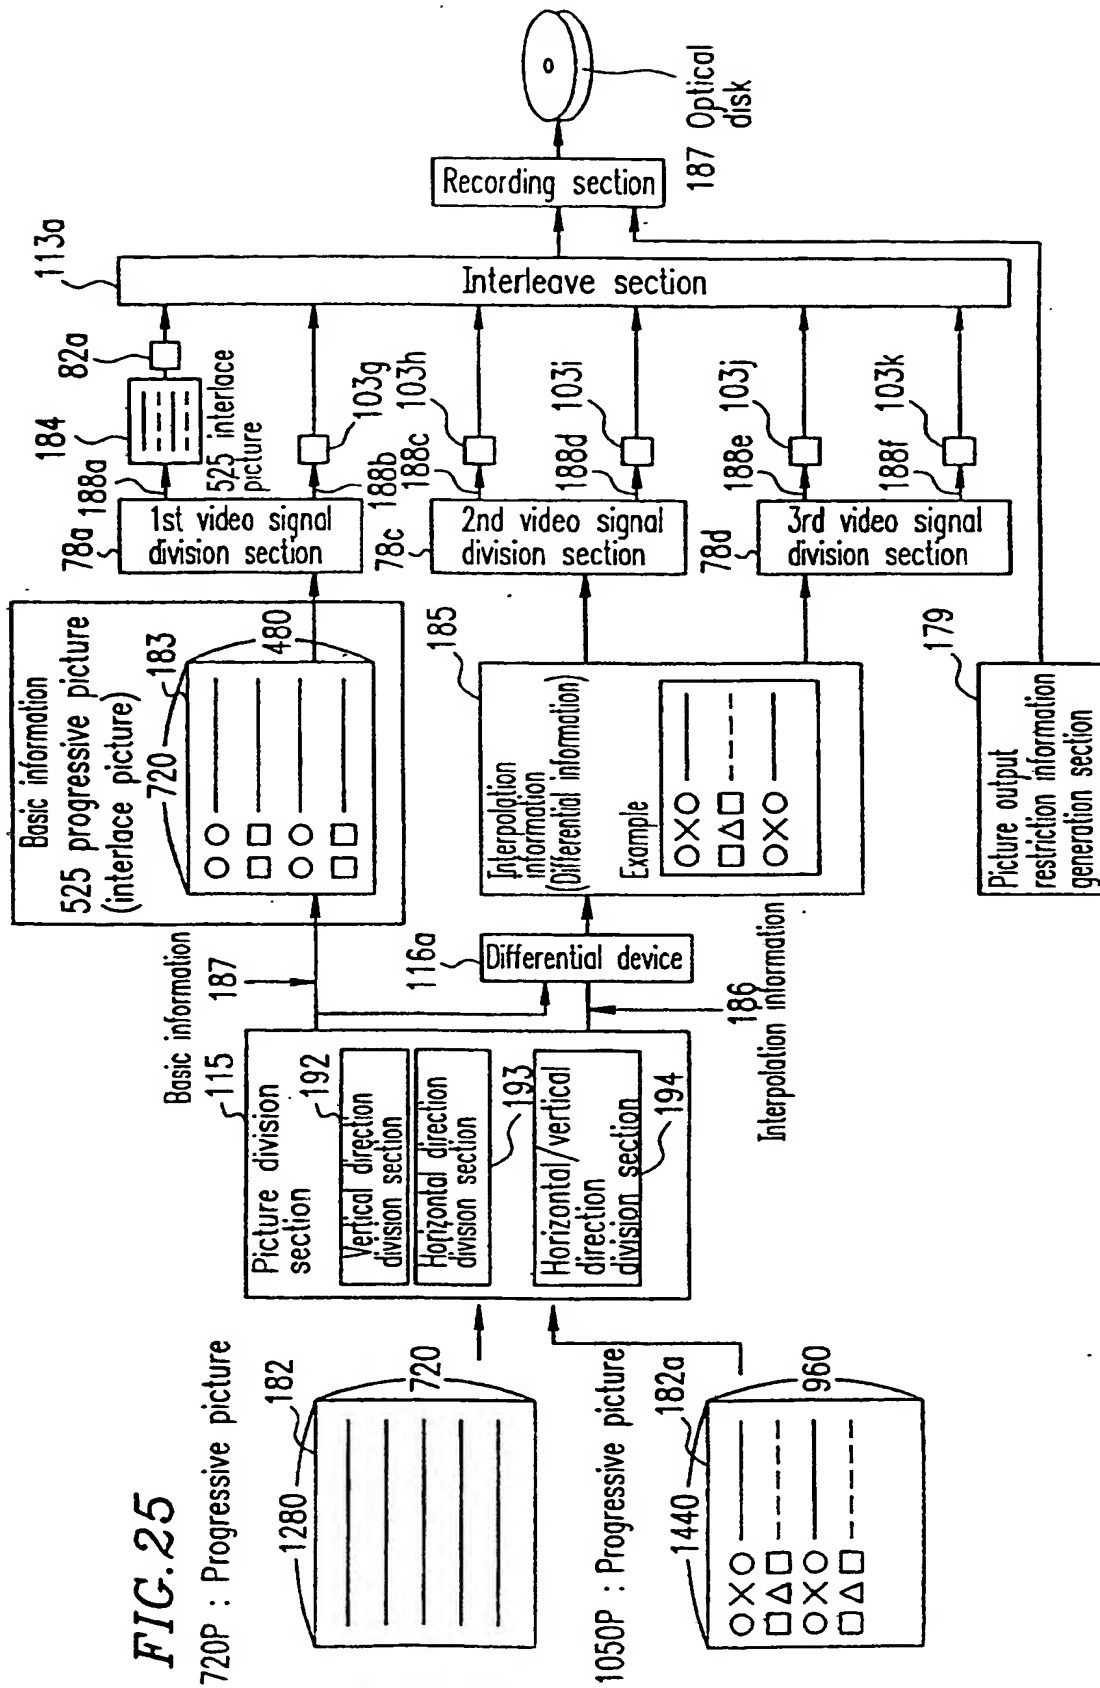 FIG.25
720P : Progressive picture
1280
182
720
1050P : Progressive picture
1440
182a
960
115
Picture division
section
192
Vertical direction
division section
Horizontal direction
division section
193
Horizontal/vertical
direction
division section
194
Basic information
187
116a
Differential device
186
Interpolation information
Basic information
525 progressive picture
(interlace picture)
720
183
480
185
Interpolation
information
(Differential information)
Example
179
Picture output
restriction information
generation section
78a
1st video signal
division section
78c
2nd video signal
division section
78d
3rd video signal
division section
188a
184
82a
525 interlace
picture
188b
103g
188c
103h
188d
103i
188e
103j
188f
103k
113a
Interleave section
Recording section
187
Optical
disk